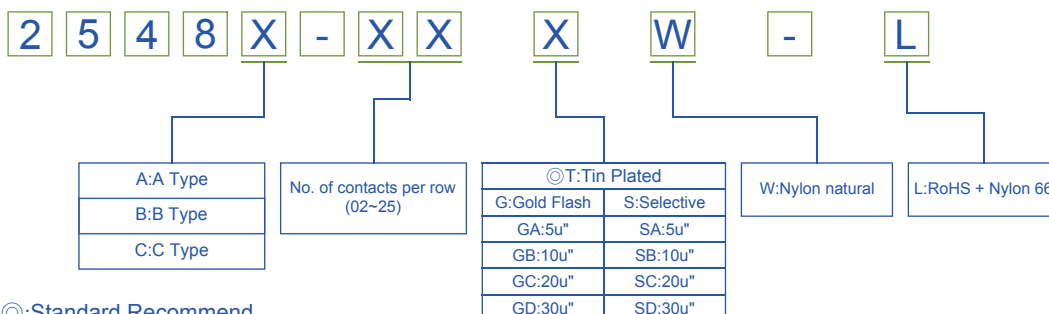 2 5 4 8 X - X X X W - L
A:A Type
B:B Type
C:C Type
No. of contacts per row
(02~25)
◎T:Tin Plated
G:Gold Flash S:Selective
GA:5u" SA:5u"
GB:10u" SB:10u"
GC:20u" SC:20u"
GD:30u" SD:30u"
W:Nylon natural
L:RoHS + Nylon 66
◎:Standard Recommend